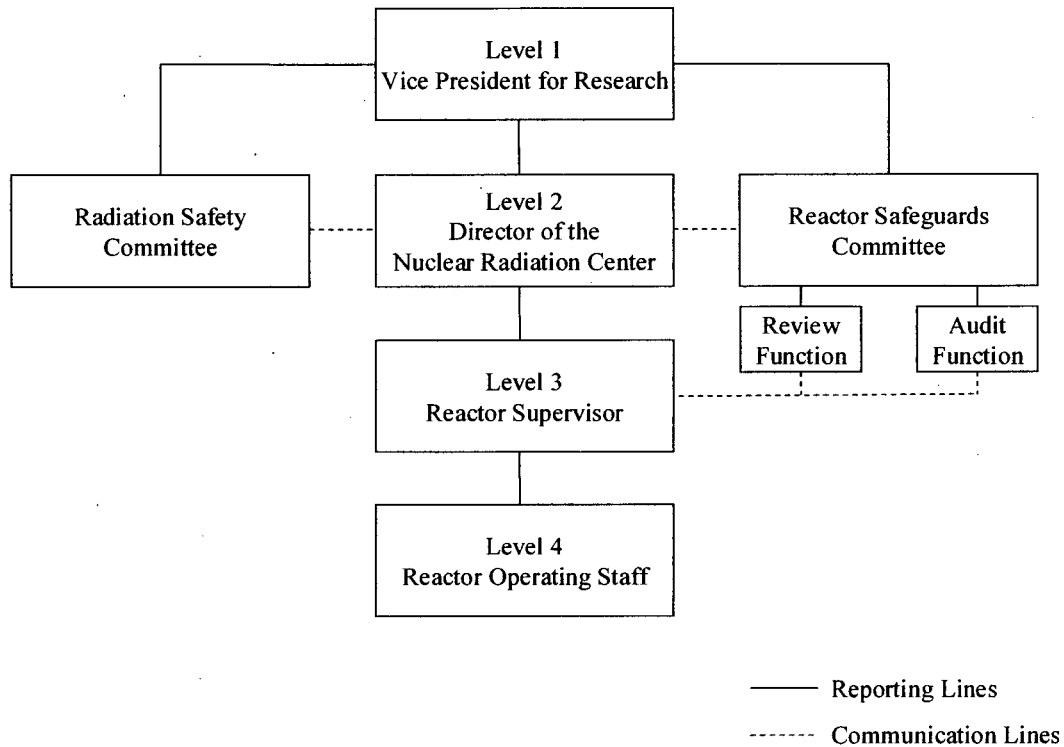 Level 1
Vice President for Research
Radiation Safety
Committee
Level 2
Director of the
Nuclear Radiation Center
Reactor Safeguards
Committee
Review
Function
Audit
Function
Level 3
Reactor Supervisor
Level 4
Reactor Operating Staff
Reporting Lines
Communication Lines